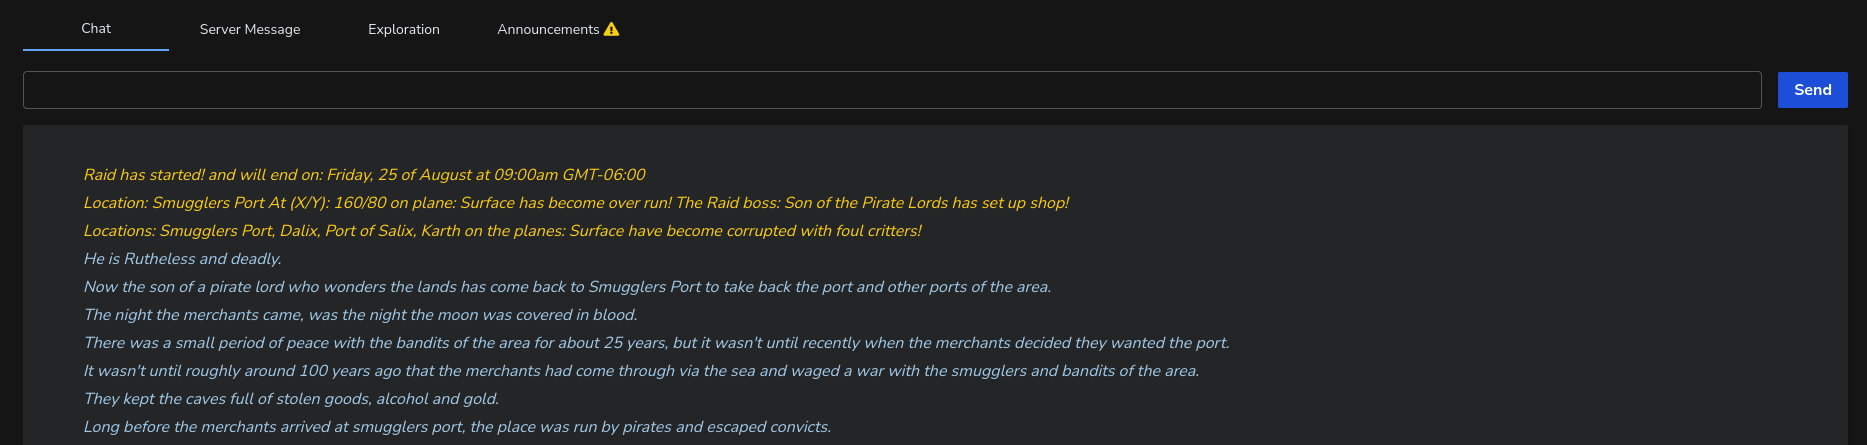 Chat
Server Message
Exploration
Announcements
Send
Raid has started! and will end on: Friday, 25 of August at 09:00am GMT-06:00
Location: Smugglers Port At (X/Y): 160/80 on plane: Surface has become over run! The Raid boss: Son of the Pirate Lords has set up shop!
Locations: Smugglers Port, Dalix, Port of Salix, Karth on the planes: Surface have become corrupted with foul critters!
He is Rutheless and deadly.
Now the son of a pirate lord who wonders the lands has come back to Smugglers Port to take back the port and other ports of the area.
The night the merchants came, was the night the moon was covered in blood.
There was a small period of peace with the bandits of the area for about 25 years, but it wasn't until recently when the merchants decided they wanted the port.
It wasn't until roughly around 100 years ago that the merchants had come through via the sea and waged a war with the smugglers and bandits of the area.
They kept the caves full of stolen goods, alcohol and gold.
Long before the merchants arrived at smugglers port, the place was run by pirates and escaped convicts.